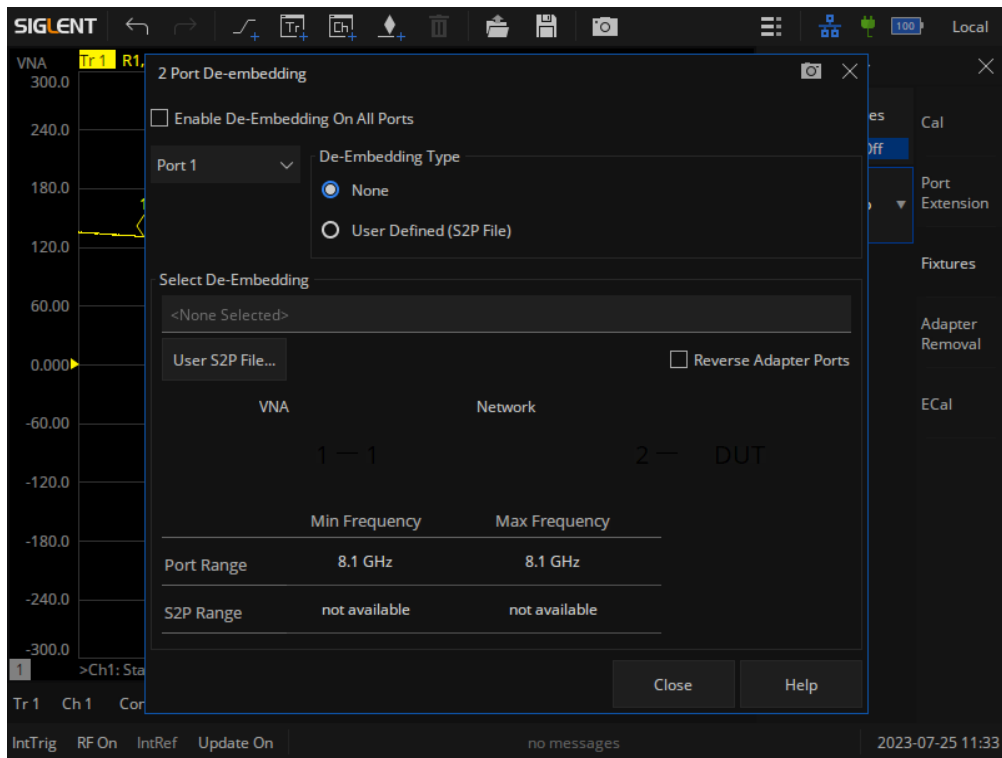 SIGLENT Tr Ch 100 Local
VNA Tr 1 R1,
2 Port De-embedding
300.0
Enable De-Embedding On All Ports
es
Cal
240.0
Off
Port 1
De-Embedding Type
180.0
None
Port
Extension
User Defined (S2P File)
120.0
Fixtures
Select De-Embedding
60.00
<None Selected>
Adapter
Removal
User S2P File...
Reverse Adapter Ports
0.000
VNA Network
ECal
-60.00
1 — 1 2 — DUT
-120.0
Min Frequency Max Frequency
-180.0
Port Range 8.1 GHz 8.1 GHz
-240.0
S2P Range not available not available
-300.0
1 >Ch1: Sta
Close Help
Tr 1 Ch 1 Cor
IntTrig RF On IntRef Update On no messages 2023-07-25 11:33